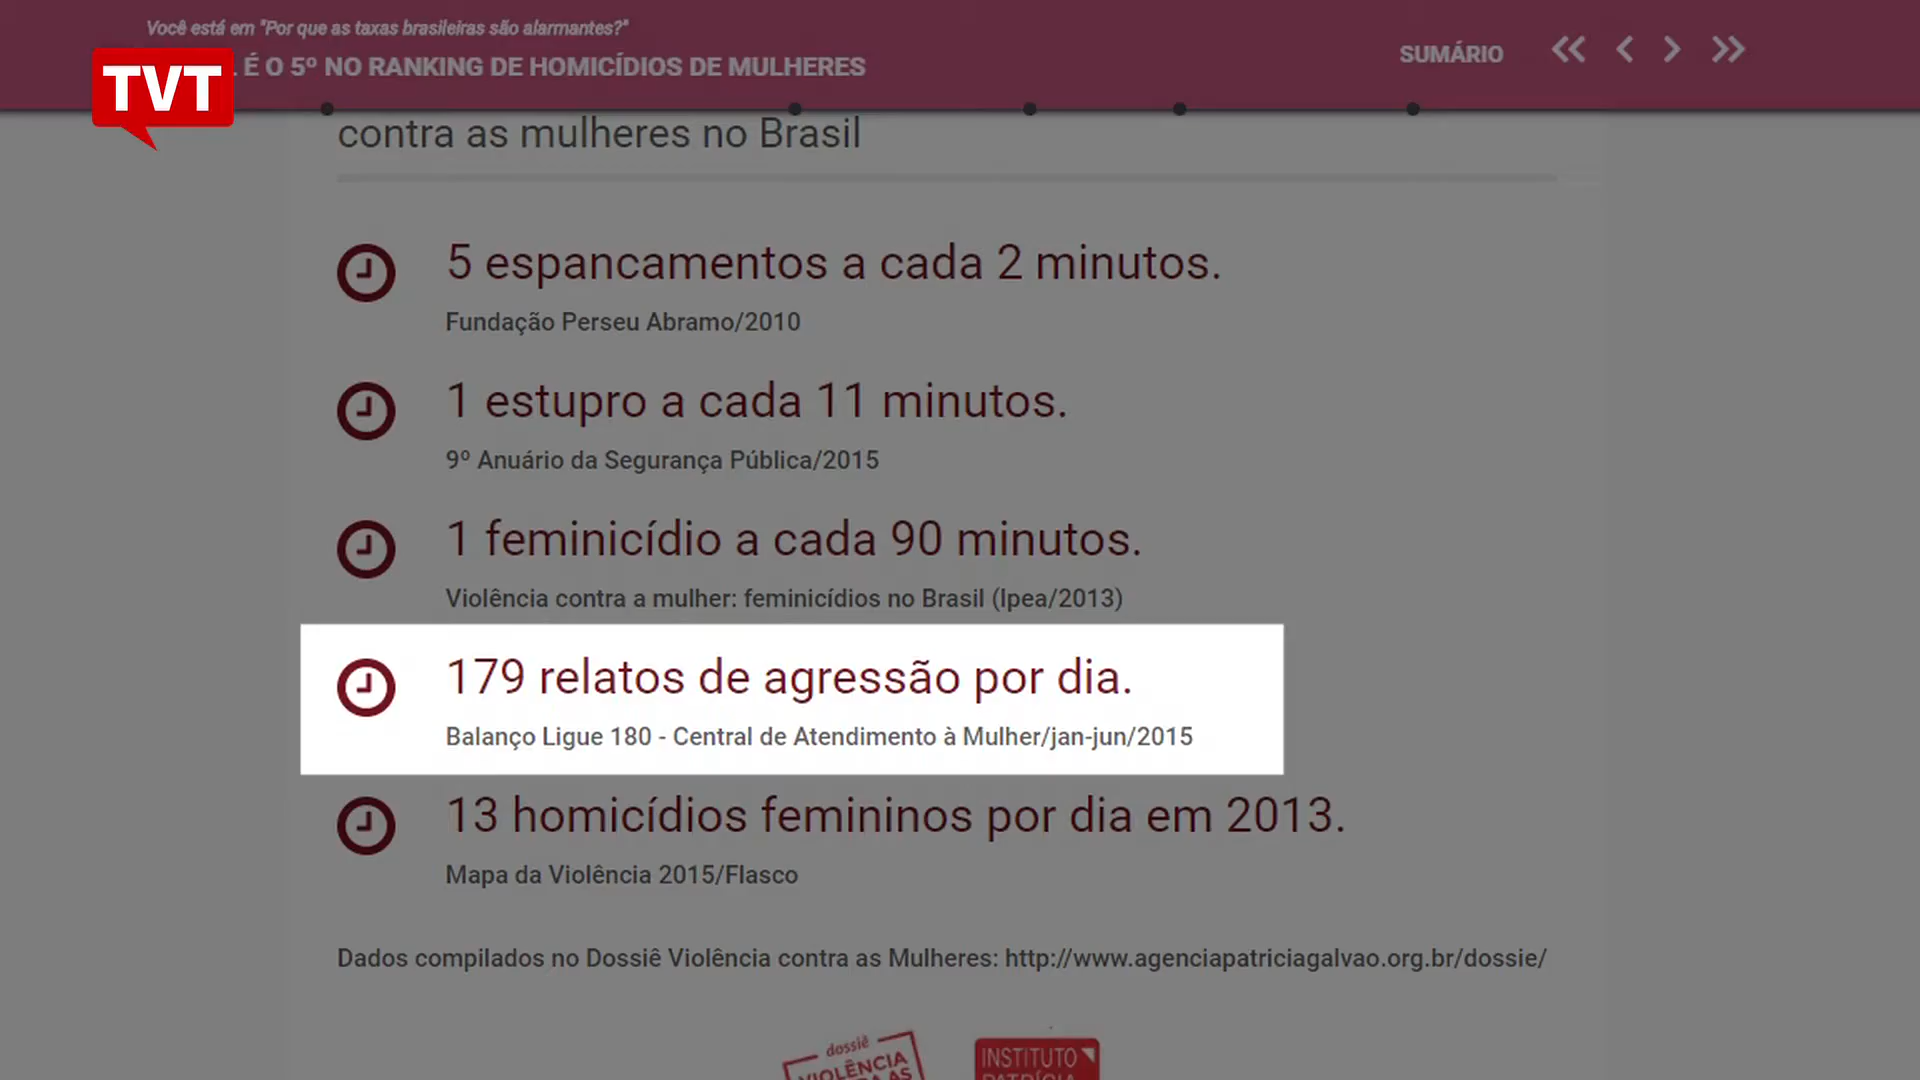 Você está em "Por que as taxas brasileiras são alarmantes?"
TVT
É O 5º NO RANKING DE HOMICÍDIOS DE MULHERES
SUMÁRIO
contra as mulheres no Brasil
5 espancamentos a cada 2 minutos.
Fundação Perseu Abramo/2010
1 estupro a cada 11 minutos.
9º Anuário da Segurança Pública/2015
1 feminicídio a cada 90 minutos.
Violência contra a mulher: feminicídios no Brasil (Ipea/2013)
179 relatos de agressão por dia.
Balanço Ligue 180 - Central de Atendimento à Mulher/jan-jun/2015
13 homicídios femininos por dia em 2013.
Mapa da Violência 2015/Flasco
Dados compilados no Dossiê Violência contra as Mulheres: http://www.agenciapatriciagalvao.org.br/dossie/
dossiê
VIOLÊNCIA
AS
INSTITUTO
PATRÍCIA